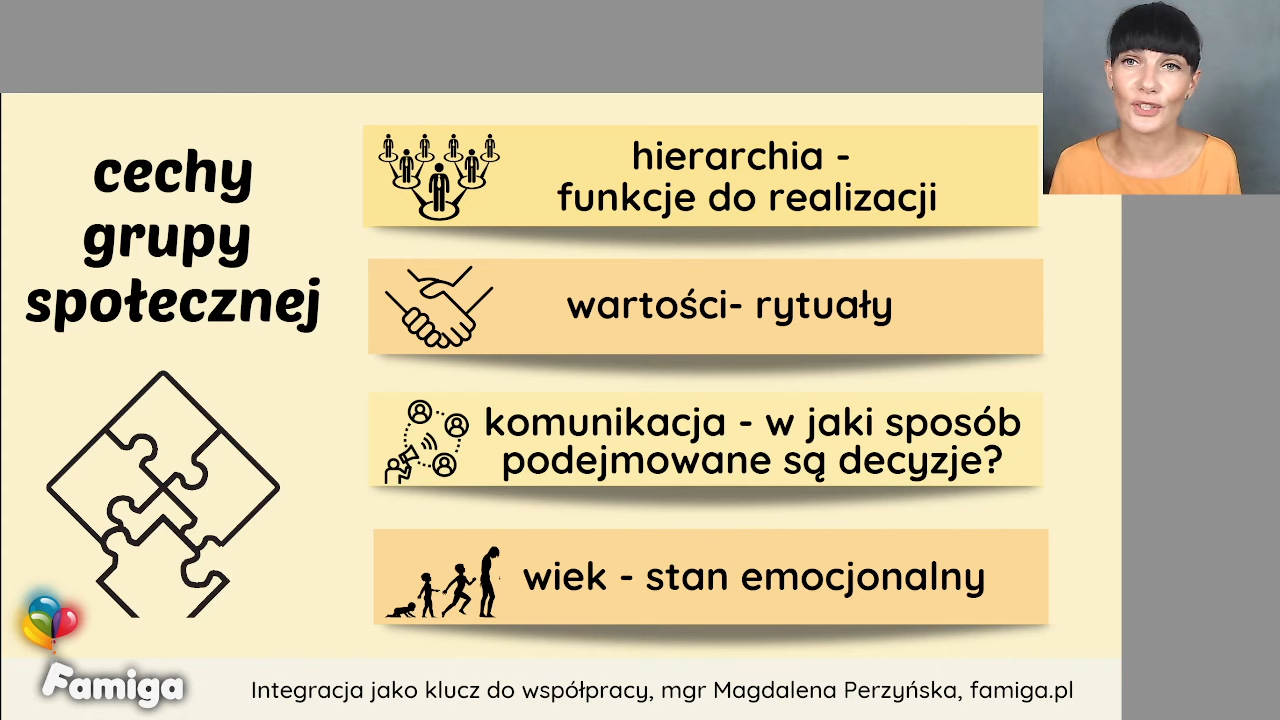 cechy
grupy
społecznej
hierarchia -
funkcje do realizacji
wartości- rytuały
komunikacja - w jaki sposób
podejmowane są decyzje?
wiek - stan emocjonalny
Famiga
Integracja jako klucz do współpracy, mgr Magdalena Perzyńska, famiga.pl